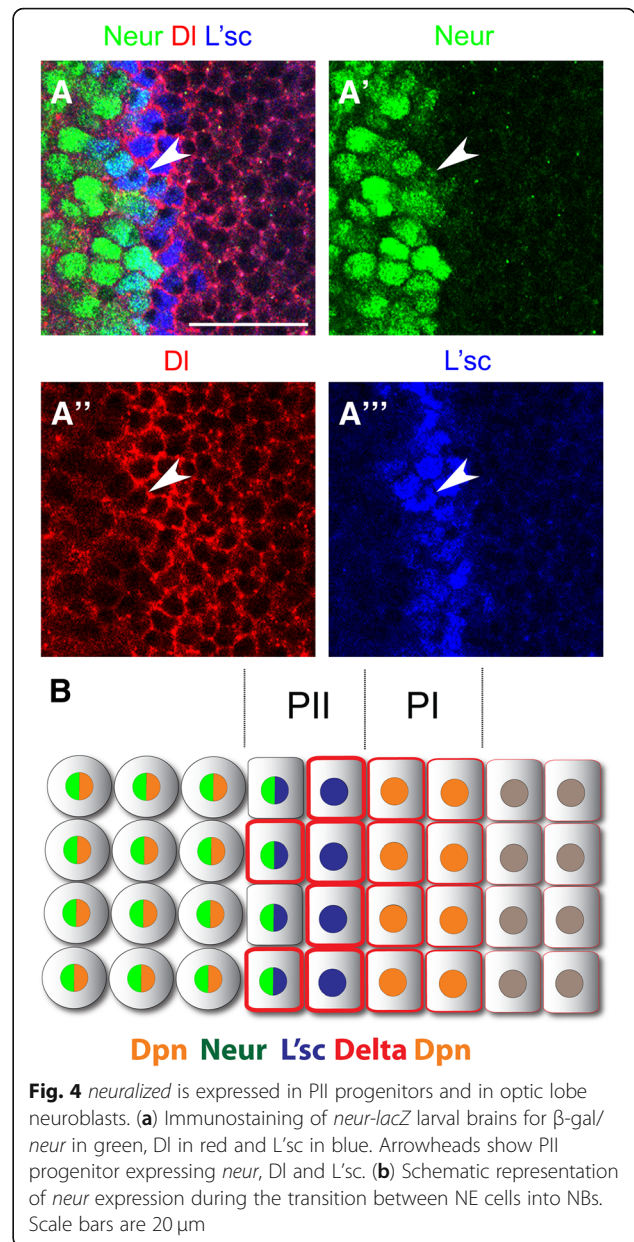 Neur Dl L'sc
Neur
A
A'
Dl
L'sc
A''
A'''
B
PII
PI
Dpn Neur L'sc Delta Dpn
Fig. 4 neuralized is expressed in PII progenitors and in optic lobe
neuroblasts. (a) Immunostaining of neur-lacZ larval brains for β-gal/
neur in green, Dl in red and L'sc in blue. Arrowheads show PII
progenitor expressing neur, Dl and L'sc. (b) Schematic representation
of neur expression during the transition between NE cells into NBs.
Scale bars are 20 μm